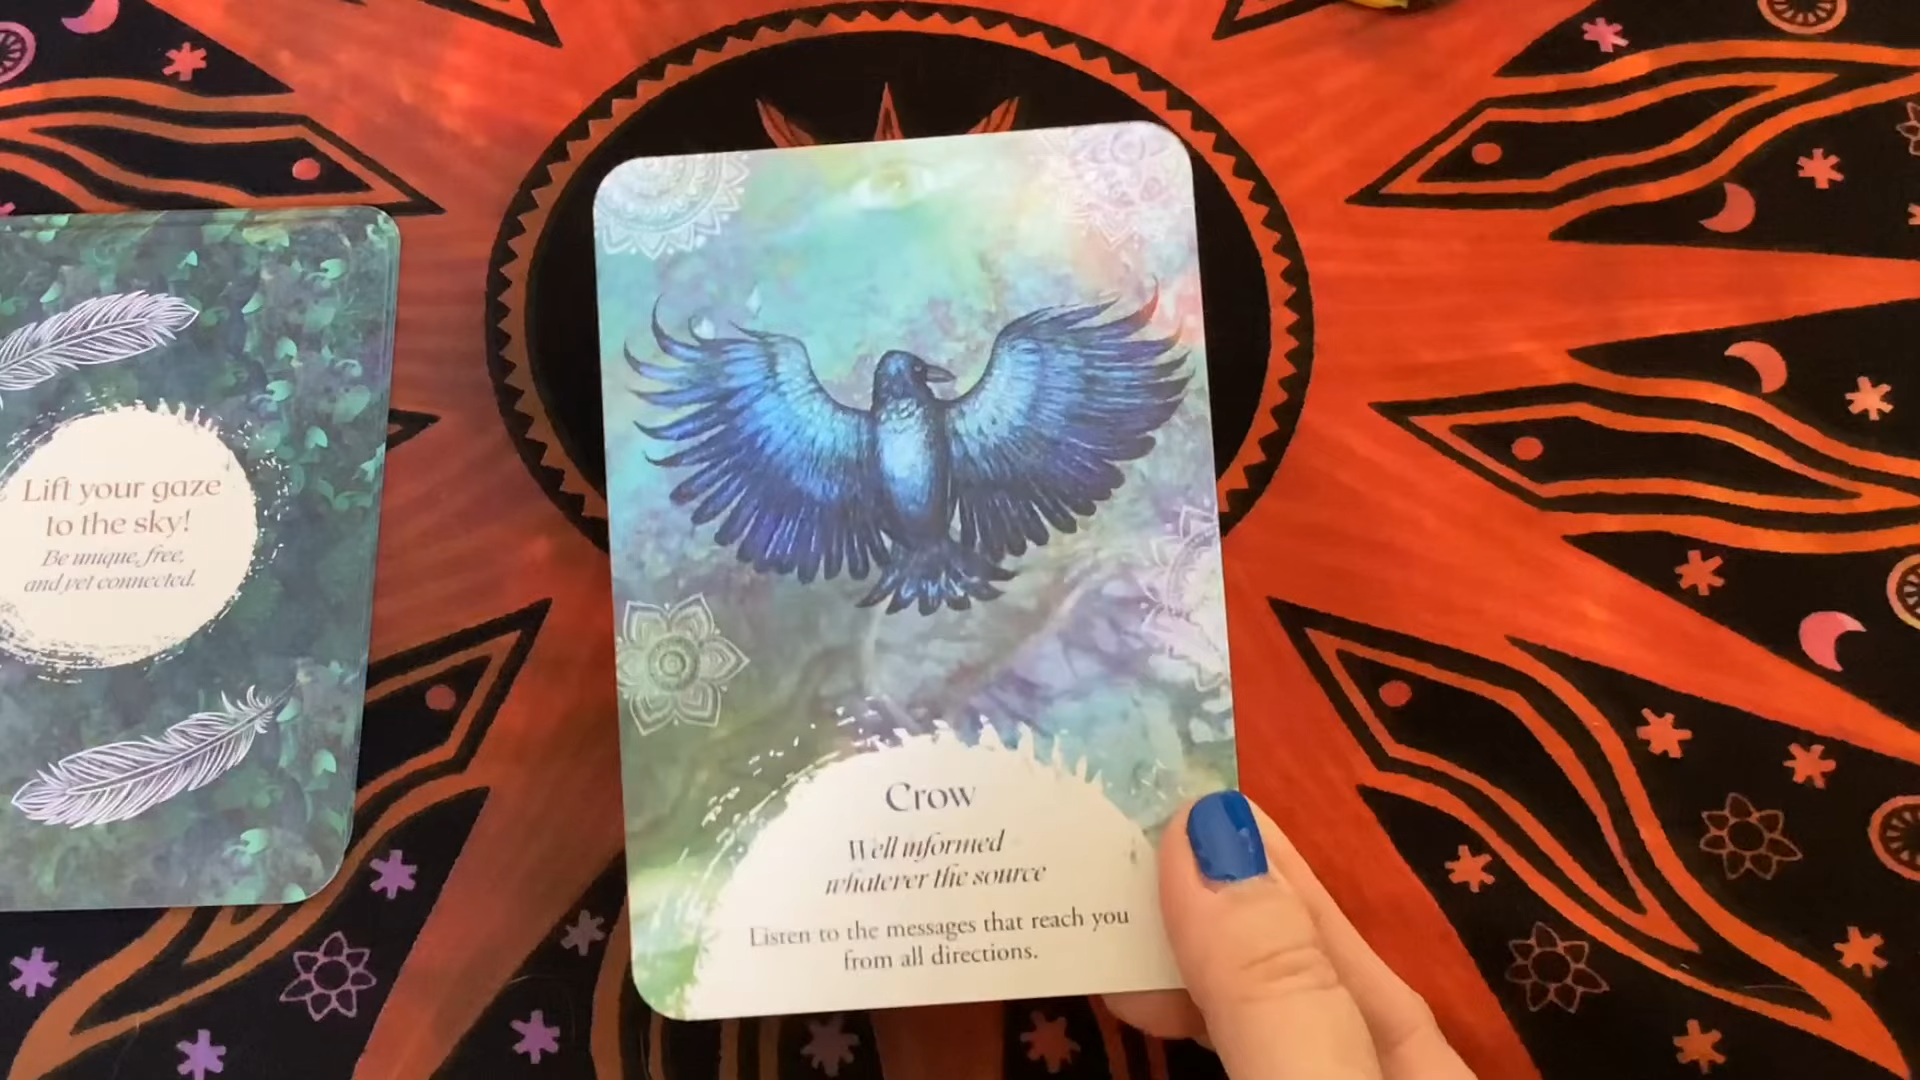 Lift your gaze
to the sky!
Be unique, free,
and yet connected.
Crow
Well informed
whatever the source
Listen to the messages that reach you
from all directions.